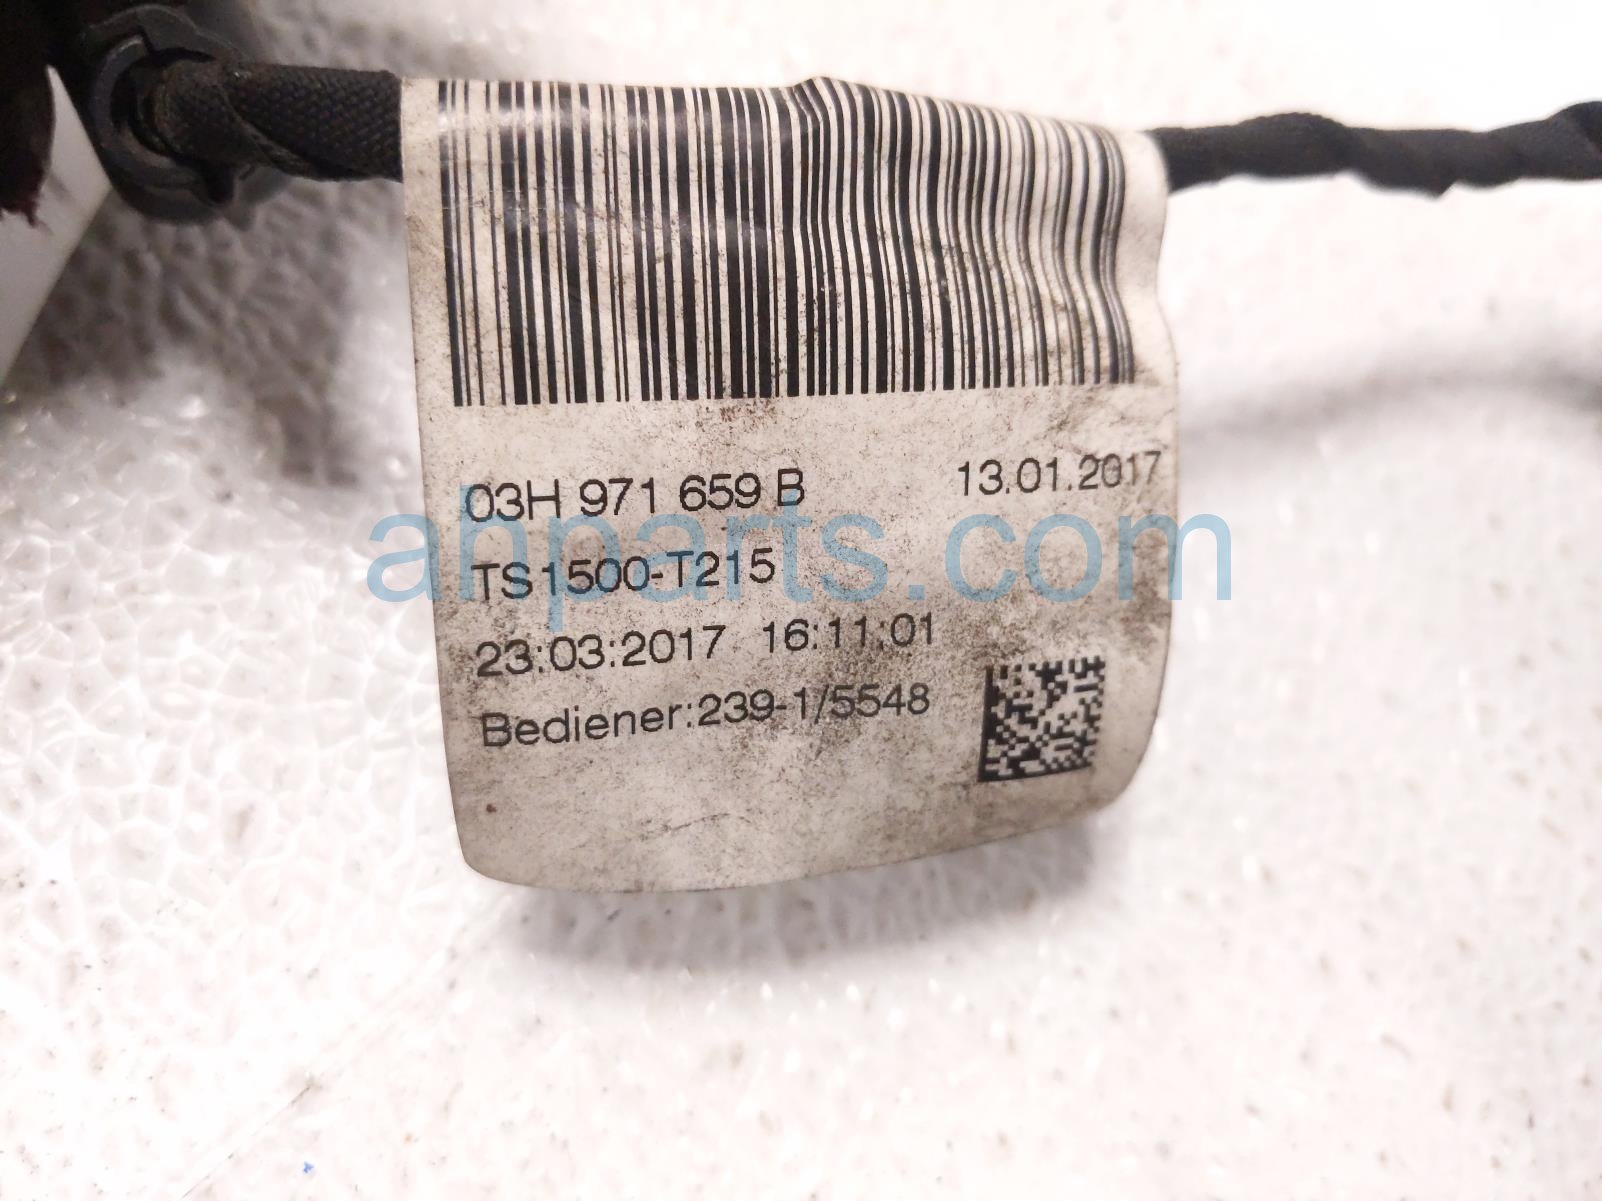 03H 971 659 B 13.01.2017
TS1500-T215
23:03:2017 16:11:01
Bediener:239-1/5548
ahparts.com